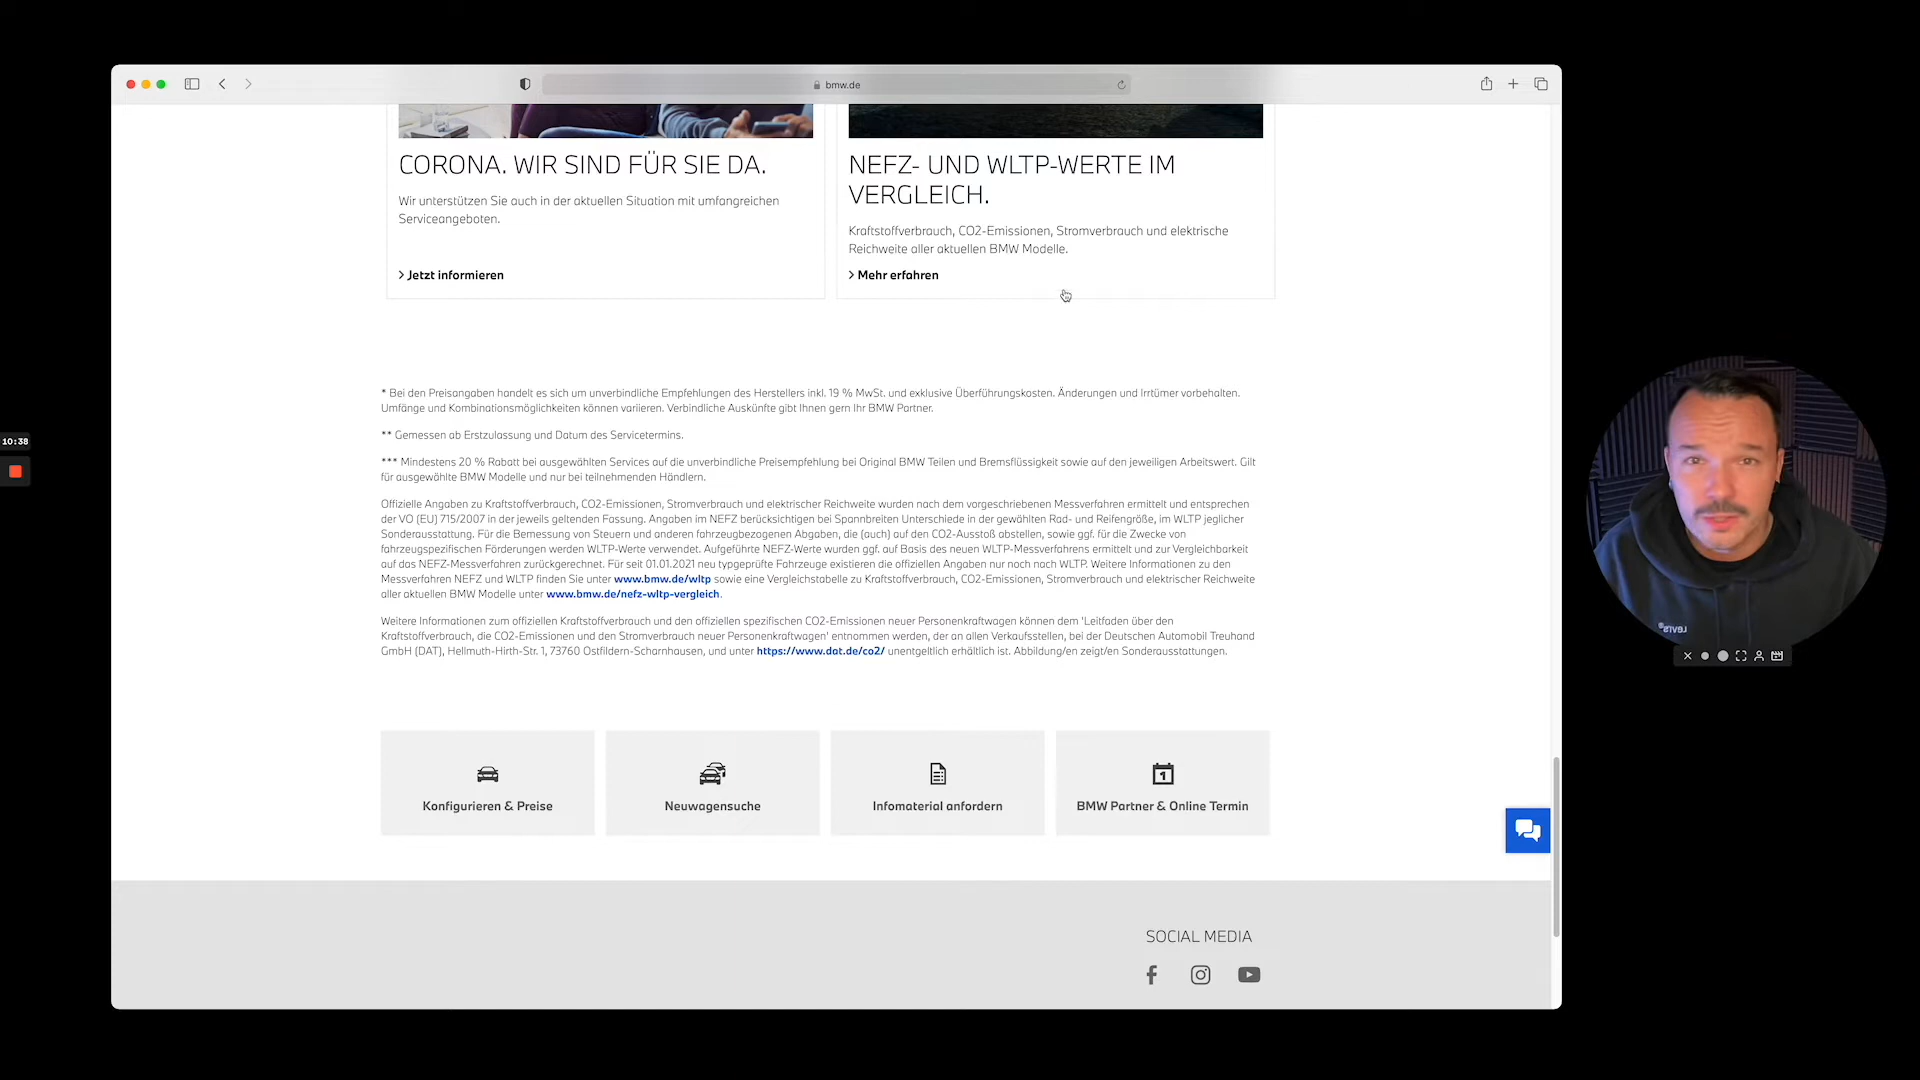 bmw.de
CORONA. WIR SIND FÜR SIE DA.
Wir unterstützen Sie auch in der aktuellen Situation mit umfangreichen
Serviceangeboten.
Jetzt informieren
NEFZ- UND WLTP-WERTE IM
VERGLEICH.
Kraftstoffverbrauch, CO2-Emissionen, Stromverbrauch und elektrische
Reichweite aller aktuellen BMW Modelle.
Mehr erfahren
* Bei den Preisangaben handelt es sich um unverbindliche Empfehlungen des Herstellers inkl. 19 % MwSt. und exklusive Überführungskosten. Änderungen und Irrtümer vorbehalten.
Umfänge und Kombinationsmöglichkeiten können variieren. Verbindliche Auskünfte gibt Ihnen gern Ihr BMW Partner.
** Gemessen ab Erstzulassung und Datum des Servicetermins.
*** Mindestens 20 % Rabatt bei ausgewählten Services auf die unverbindliche Preisempfehlung bei Original BMW Teilen und Bremsflüssigkeit sowie auf den jeweiligen Arbeitswert. Gilt
für ausgewählte BMW Modelle und nur bei teilnehmenden Händlern.
Offizielle Angaben zu Kraftstoffverbrauch, CO2-Emissionen, Stromverbrauch und elektrischer Reichweite wurden nach dem vorgeschriebenen Messverfahren ermittelt und entsprechen
der VO (EU) 715/2007 in der jeweils geltenden Fassung. Angaben im NEFZ berücksichtigen bei Spannbreiten Unterschiede in der gewählten Rad- und Reifengröße, im WLTP jeglicher
Sonderausstattung. Für die Bemessung von Steuern und anderen fahrzeugbezogenen Abgaben, die (auch) auf den CO2-Ausstoß abstellen, sowie ggf. für die Zwecke von
fahrzeugspezifischen Förderungen werden WLTP-Werte verwendet. Aufgeführte NEFZ-Werte wurden ggf. auf Basis des neuen WLTP-Messverfahrens ermittelt und zur Vergleichbarkeit
auf das NEFZ-Messverfahren zurückgerechnet. Für seit 01.01.2021 neu typgeprüfte Fahrzeuge existieren die offiziellen Angaben nur noch nach WLTP. Weitere Informationen zu den
Messverfahren NEFZ und WLTP finden Sie unter www.bmw.de/wltp sowie eine Vergleichstabelle zu Kraftstoffverbrauch, CO2-Emissionen, Stromverbrauch und elektrischer Reichweite
aller aktuellen BMW Modelle unter www.bmw.de/nefz-wltp-vergleich.
Weitere Informationen zum offiziellen Kraftstoffverbrauch und den offiziellen spezifischen CO2-Emissionen neuer Personenkraftwagen können dem 'Leitfaden über den
Kraftstoffverbrauch, die CO2-Emissionen und den Stromverbrauch neuer Personenkraftwagen' entnommen werden, der an allen Verkaufsstellen, bei der Deutschen Automobil Treuhand
GmbH (DAT), Hellmuth-Hirth-Str. 1, 73760 Ostfildern-Scharnhausen, und unter https://www.dat.de/co2/ unentgeltlich erhältlich ist. Abbildung/en zeigt/en Sonderausstattungen.
Konfigurieren & Preise
Neuwagensuche
Infomaterial anfordern
1
BMW Partner & Online Termin
SOCIAL MEDIA
10:38
Levi's®